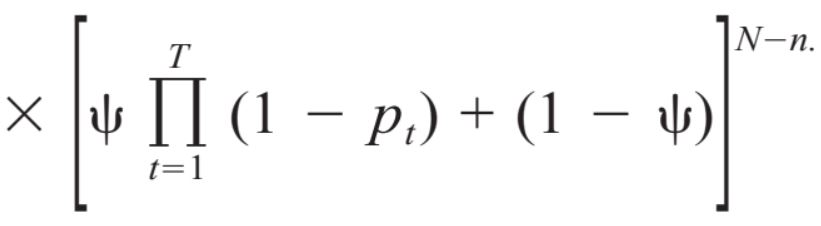 × [ψ ∏_{t=1}^{T} (1 − p_t) + (1 − ψ)]^{N−n}.